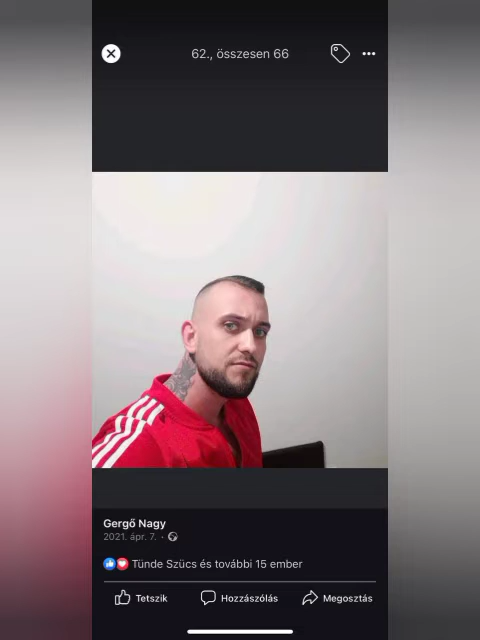 62., összesen 66
Gergő Nagy
2021. ápr. 7. ·
Tünde Szücs és további 15 ember
Tetszik Hozzászólás Megosztás